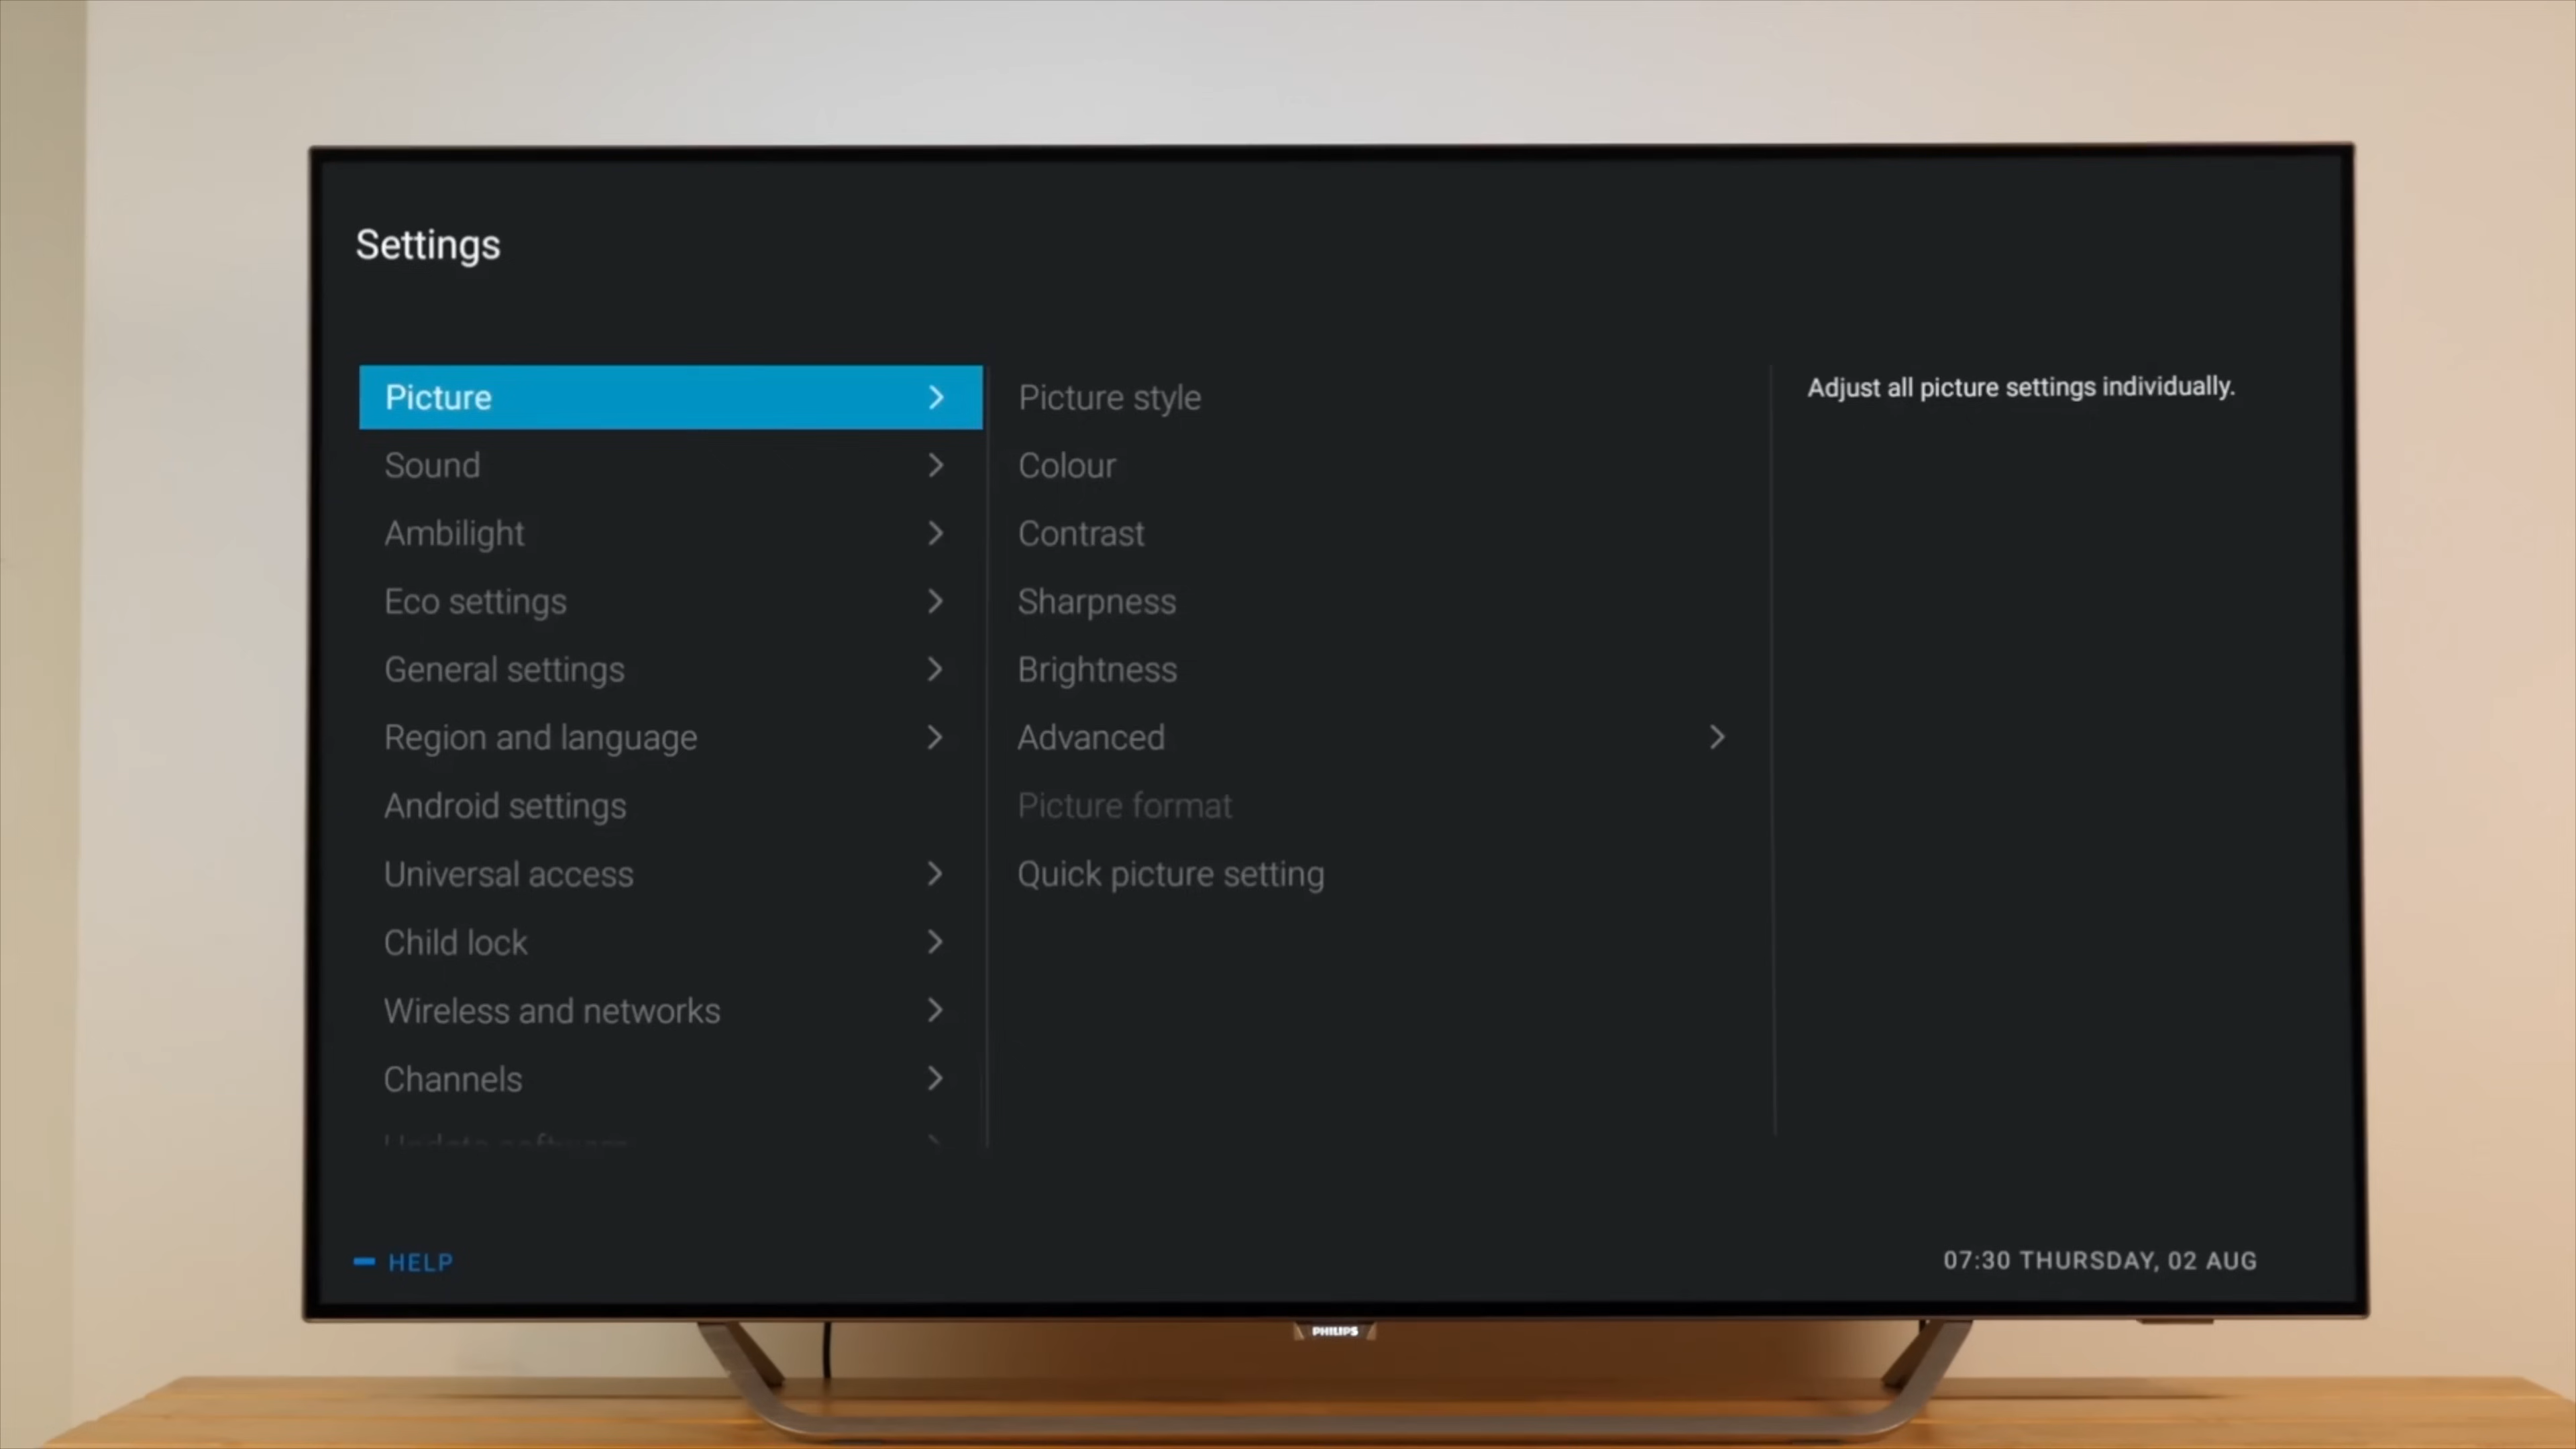 Settings
Picture
Sound
Ambilight
Eco settings
General settings
Region and language
Android settings
Universal access
Child lock
Wireless and networks
Channels
Picture style
Colour
Contrast
Sharpness
Brightness
Advanced
Picture format
Quick picture setting
Adjust all picture settings individually.
HELP
07:30 THURSDAY, 02 AUG
PHILIPS